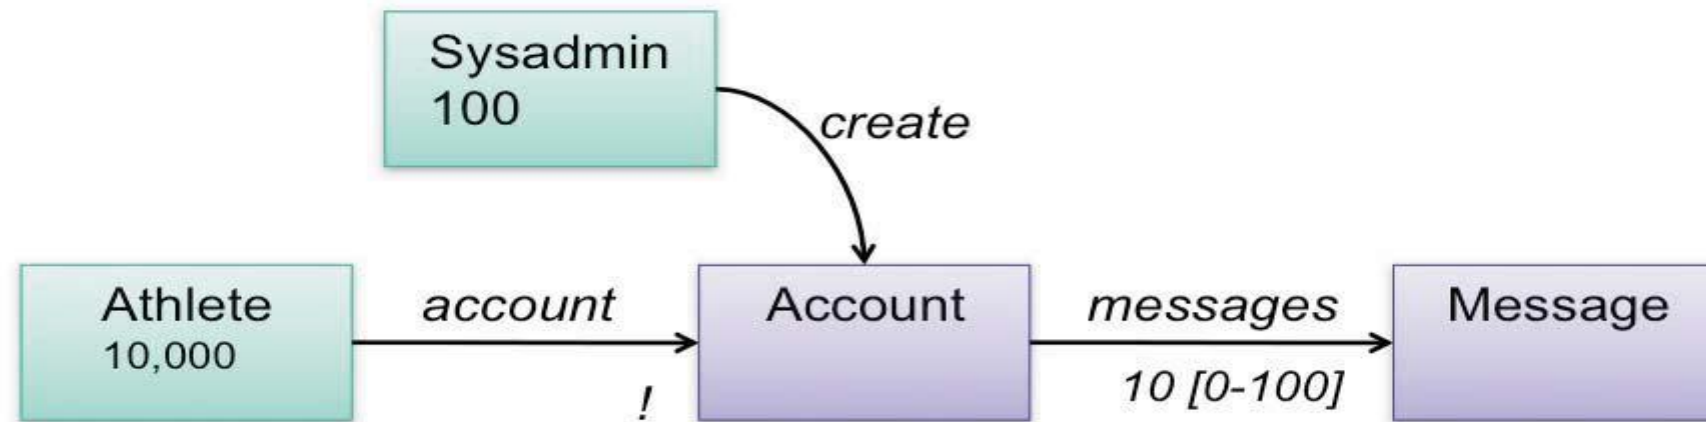 Sysadmin
100
create
Athlete
10,000
account
!
Account
messages
10 [0-100]
Message